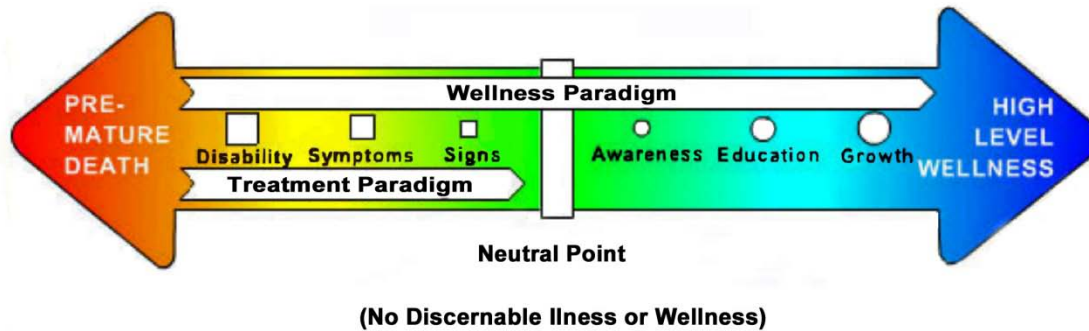 Wellness Paradigm
PRE-
MATURE
DEATH
Disability Symptoms Signs
Awareness Education Growth
HIGH
LEVEL
WELLNESS
Treatment Paradigm
Neutral Point
(No Discernable Ilness or Wellness)